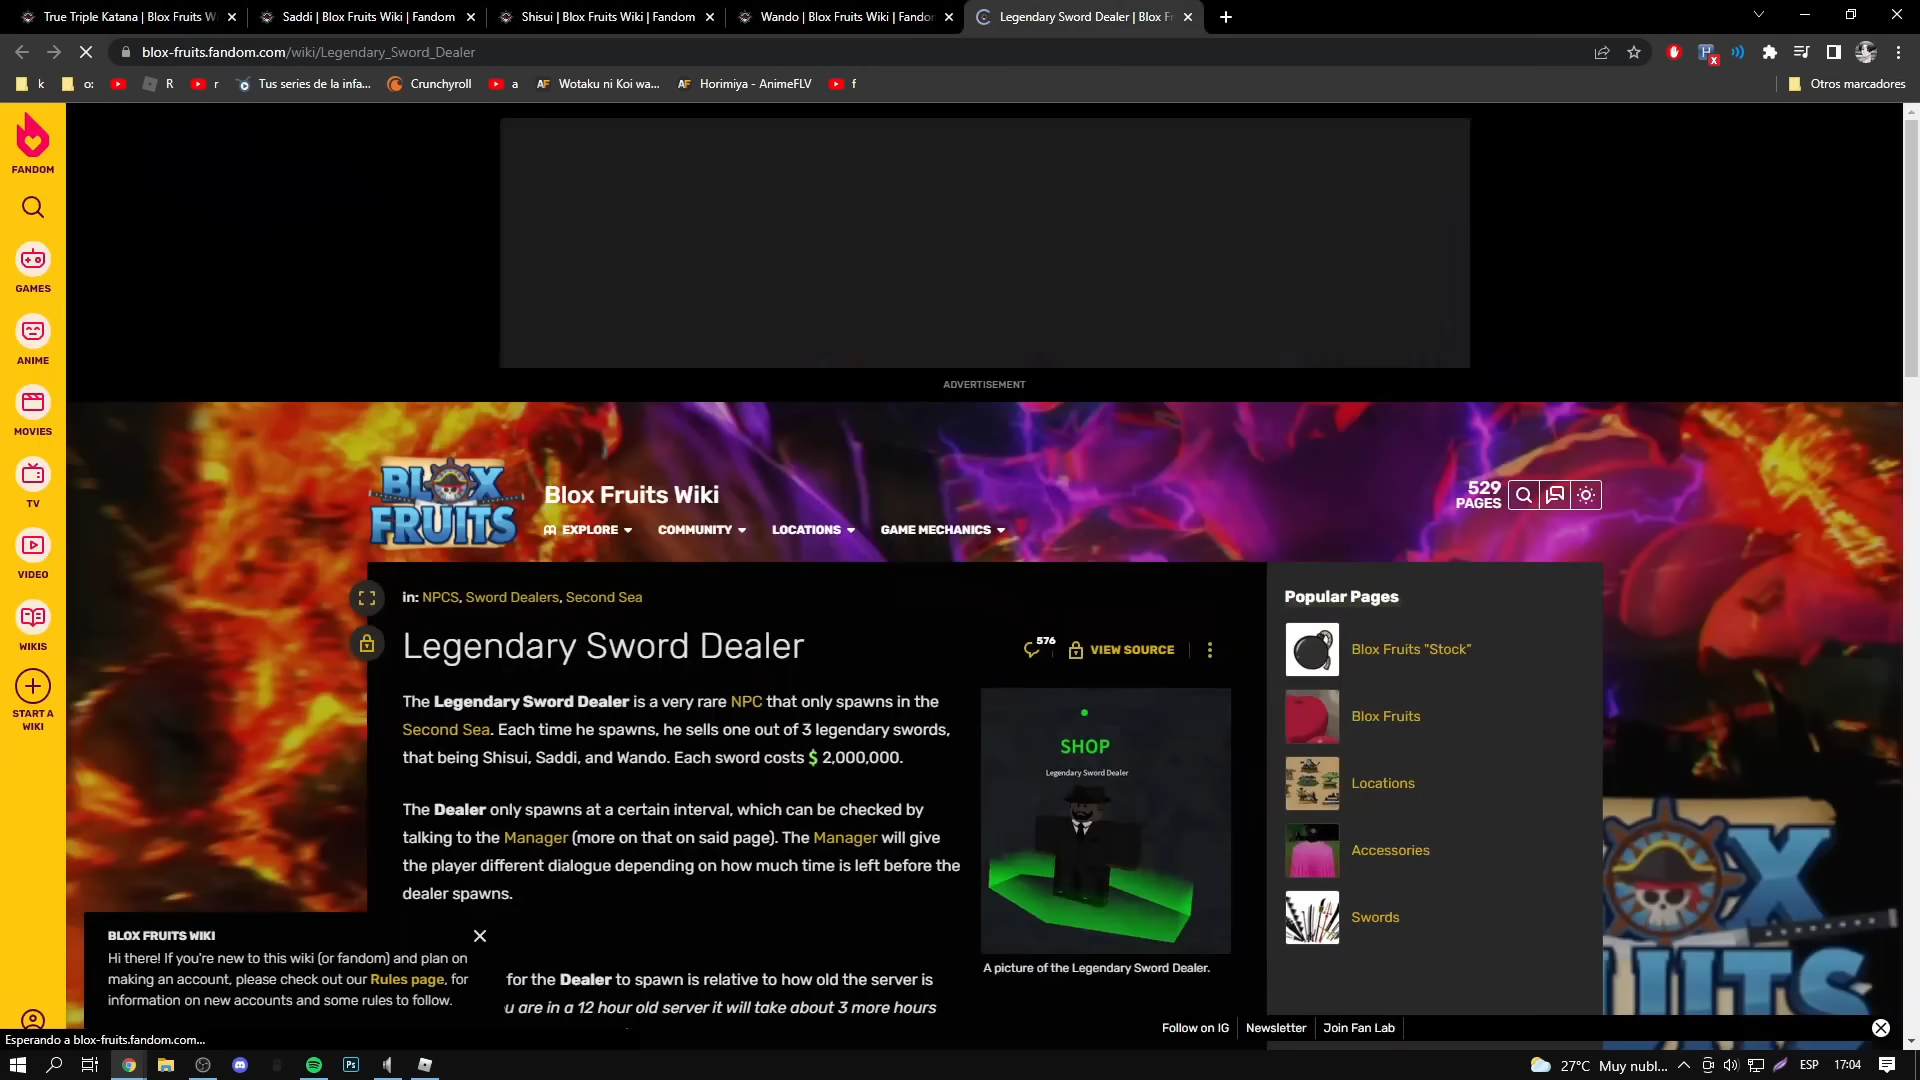 True Triple Katana | Blox Fruits W
Saddi | Blox Fruits Wiki | Fandom
Shisui | Blox Fruits Wiki | Fandom
Wando | Blox Fruits Wiki | Fandom
Legendary Sword Dealer | Blox Fr
blox-fruits.fandom.com/wiki/Legendary_Sword_Dealer
k
o:
R
r
Tus series de la infa...
Crunchyroll
a
AF
Wotaku ni Koi wa...
AF
Horimiya - AnimeFLV
f
Otros marcadores
FANDOM
GAMES
ANIME
MOVIES
TV
VIDEO
WIKIS
START A
WIKI
ADVERTISEMENT
BLOX
FRUITS
Blox Fruits Wiki
EXPLORE
COMMUNITY
LOCATIONS
GAME MECHANICS
529
PAGES
in: NPCS, Sword Dealers, Second Sea
Legendary Sword Dealer
576
VIEW SOURCE
The Legendary Sword Dealer is a very rare NPC that only spawns in the
Second Sea. Each time he spawns, he sells one out of 3 legendary swords,
that being Shisui, Saddi, and Wando. Each sword costs $ 2,000,000.
The Dealer only spawns at a certain interval, which can be checked by
talking to the Manager (more on that on said page). The Manager will give
the player different dialogue depending on how much time is left before the
dealer spawns.
for the Dealer to spawn is relative to how old the server is
u are in a 12 hour old server it will take about 3 more hours
SHOP
Legendary Sword Dealer
A picture of the Legendary Sword Dealer.
Popular Pages
Blox Fruits "Stock"
Blox Fruits
Locations
Accessories
Swords
BLOX FRUITS WIKI
Hi there! If you're new to this wiki (or fandom) and plan on
making an account, please check out our Rules page, for
information on new accounts and some rules to follow.
Follow on IG
Newsletter
Join Fan Lab
Esperando a blox-fruits.fandom.com...
Ps
27°C Muy nubl...
ESP
17:04